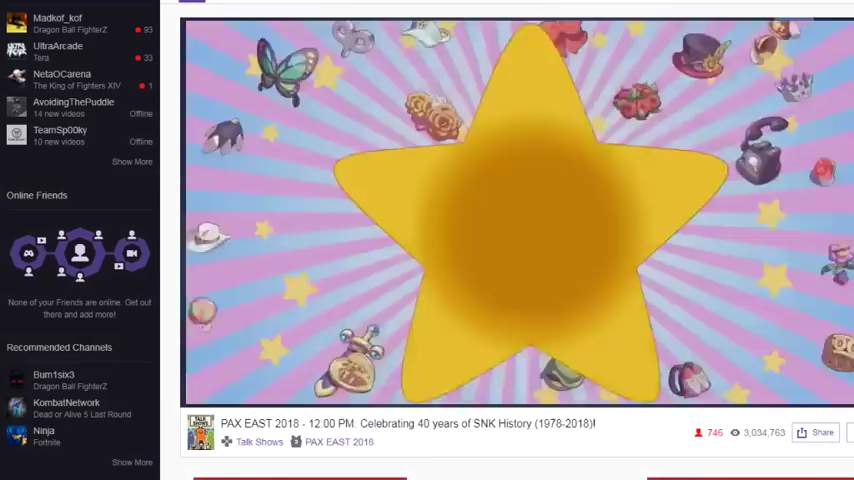 Madkof_kof
Dragon Ball FighterZ 93
UltraArcade
Tera 33
NetaOCarena
The King of Fighters XIV 1
AvoidingThePuddle
14 new videos Offline
TeamSp00ky
10 new videos Offline
Show More
Online Friends
None of your Friends are online. Get out
there and add more!
Recommended Channels
Bum1six3
Dragon Ball FighterZ
KombatNetwork
Dead or Alive 5 Last Round
Ninja
Fortnite
Show More
TALK
SHOWS
PAX EAST 2018 - 12:00 PM: Celebrating 40 years of SNK History (1978-2018)!
Talk Shows PAX EAST 2018
746 3,034,763 Share